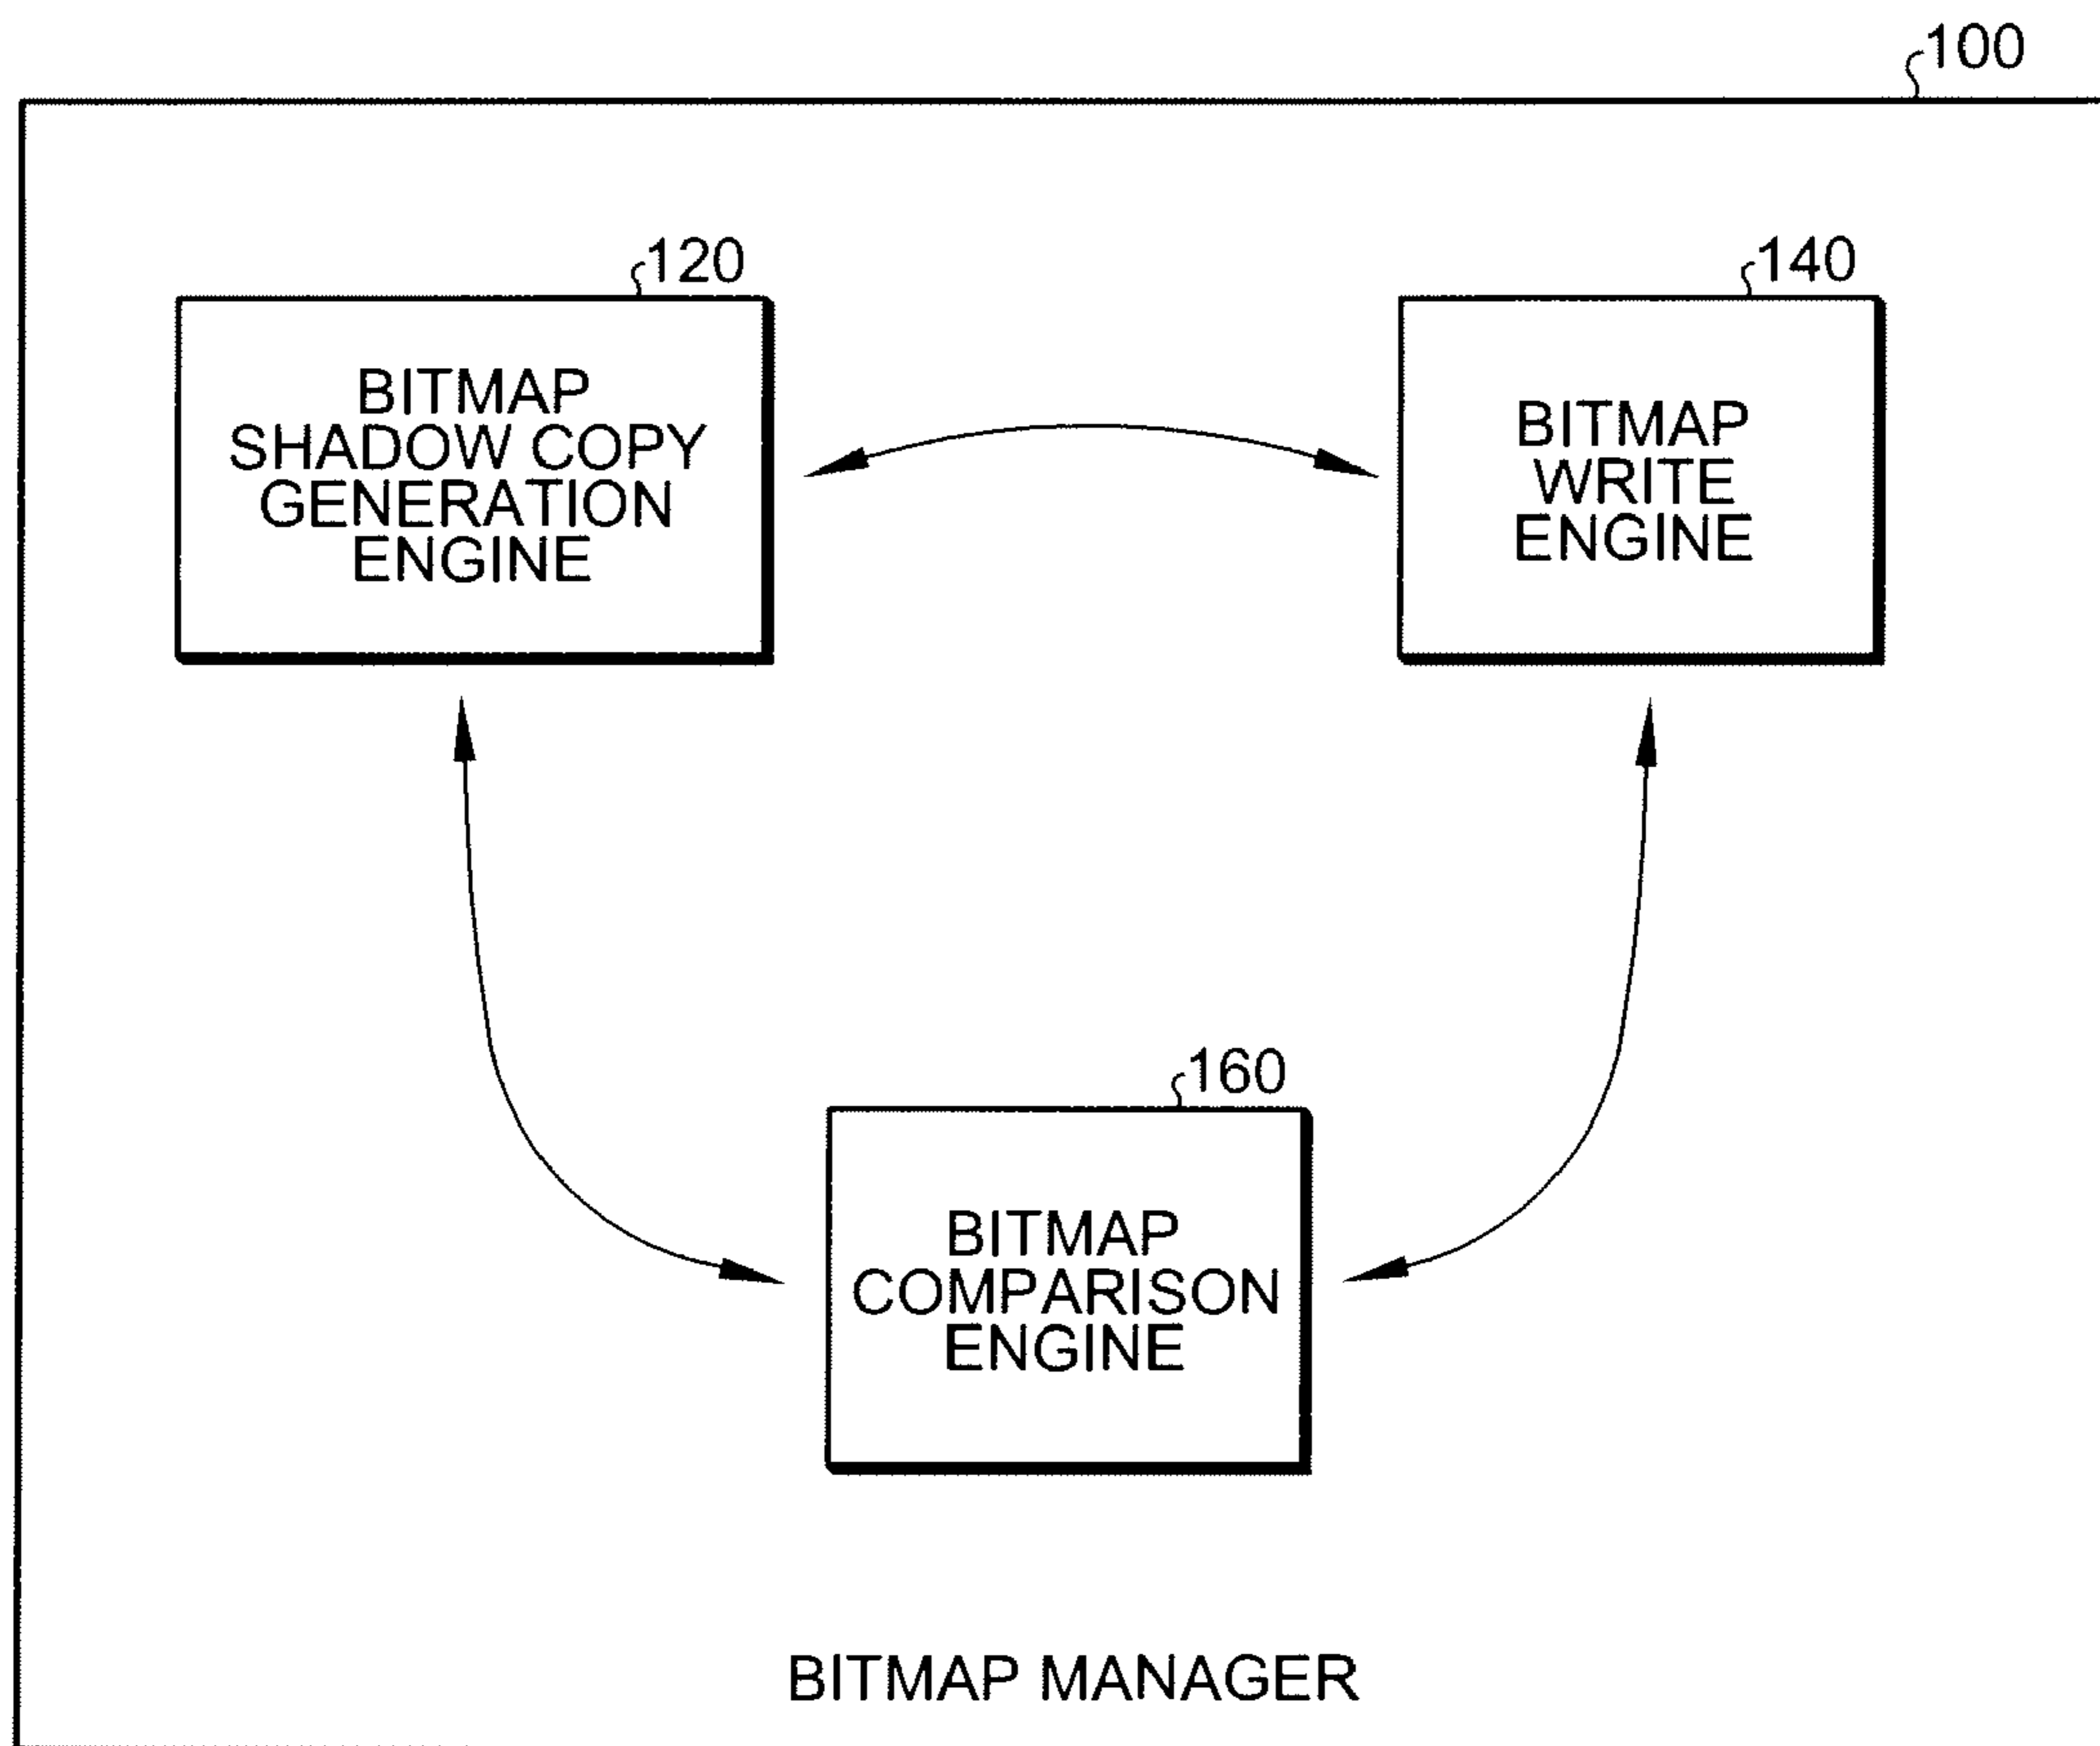 100
120
BITMAP
SHADOW COPY
GENERATION
ENGINE
140
BITMAP
WRITE
ENGINE
160
BITMAP
COMPARISON
ENGINE
BITMAP MANAGER